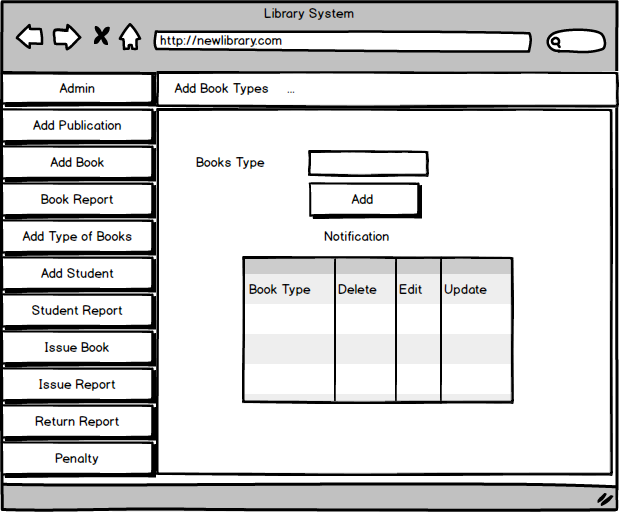 Library System
http://newlibrary.com
Admin
Add Book Types ...
Add Publication
Add Book
Book Report
Add Type of Books
Add Student
Student Report
Issue Book
Issue Report
Return Report
Penalty
Books Type
Add
Notification
Book Type Delete Edit Update